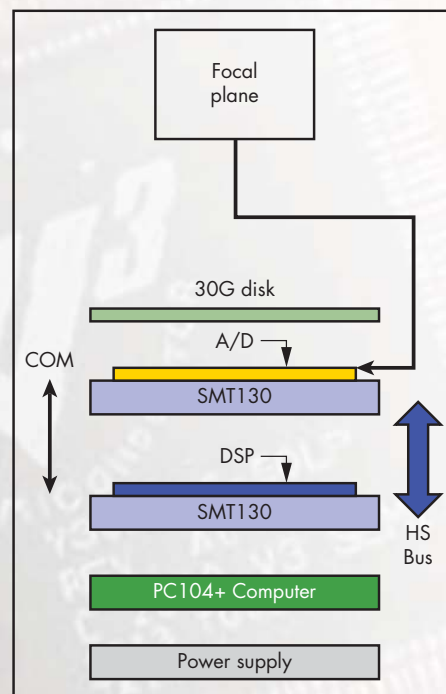 Focal
plane
30G disk
A/D
COM
SMT130
DSP
SMT130
HS
Bus
PC104+ Computer
Power supply